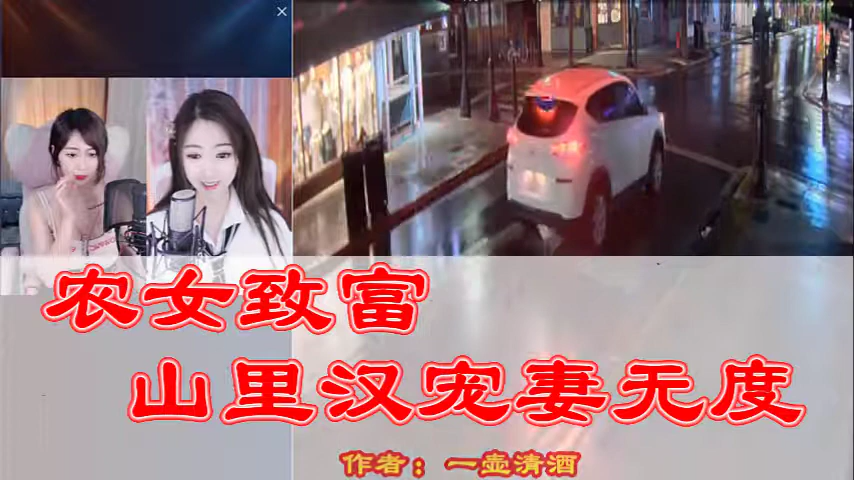 农女致富
山里汉宠妻无度
作者：一壶清酒